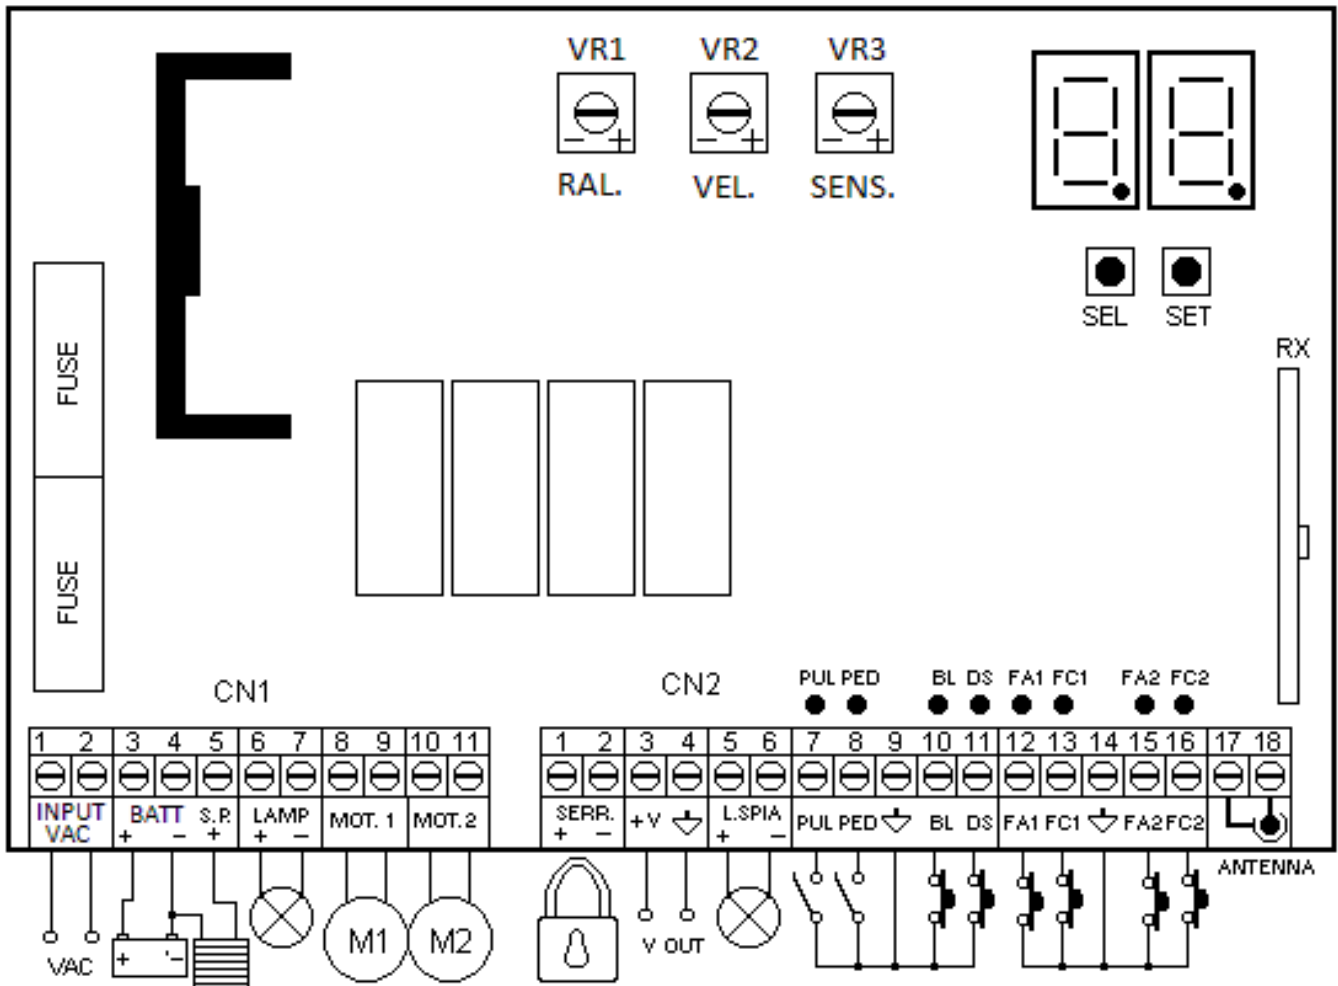 VR1 VR2 VR3
− + − + − +
RAL. VEL. SENS.
8. 8.
SEL SET
RX
FUSE
FUSE
CN1 CN2
PUL PED BL DS FA1 FC1 FA2 FC2
1 2 3 4 5 6 7 8 9 10 11
1 2 3 4 5 6 7 8 9 10 11 12 13 14 15 16 17 18
INPUT VAC BATT + − S.P. + LAMP + − MOT. 1 MOT. 2
SERR. + − +V L.SPIA + − PUL PED BL DS FA1 FC1 FA2 FC2
ANTENNA
VAC + − M1 M2 V OUT